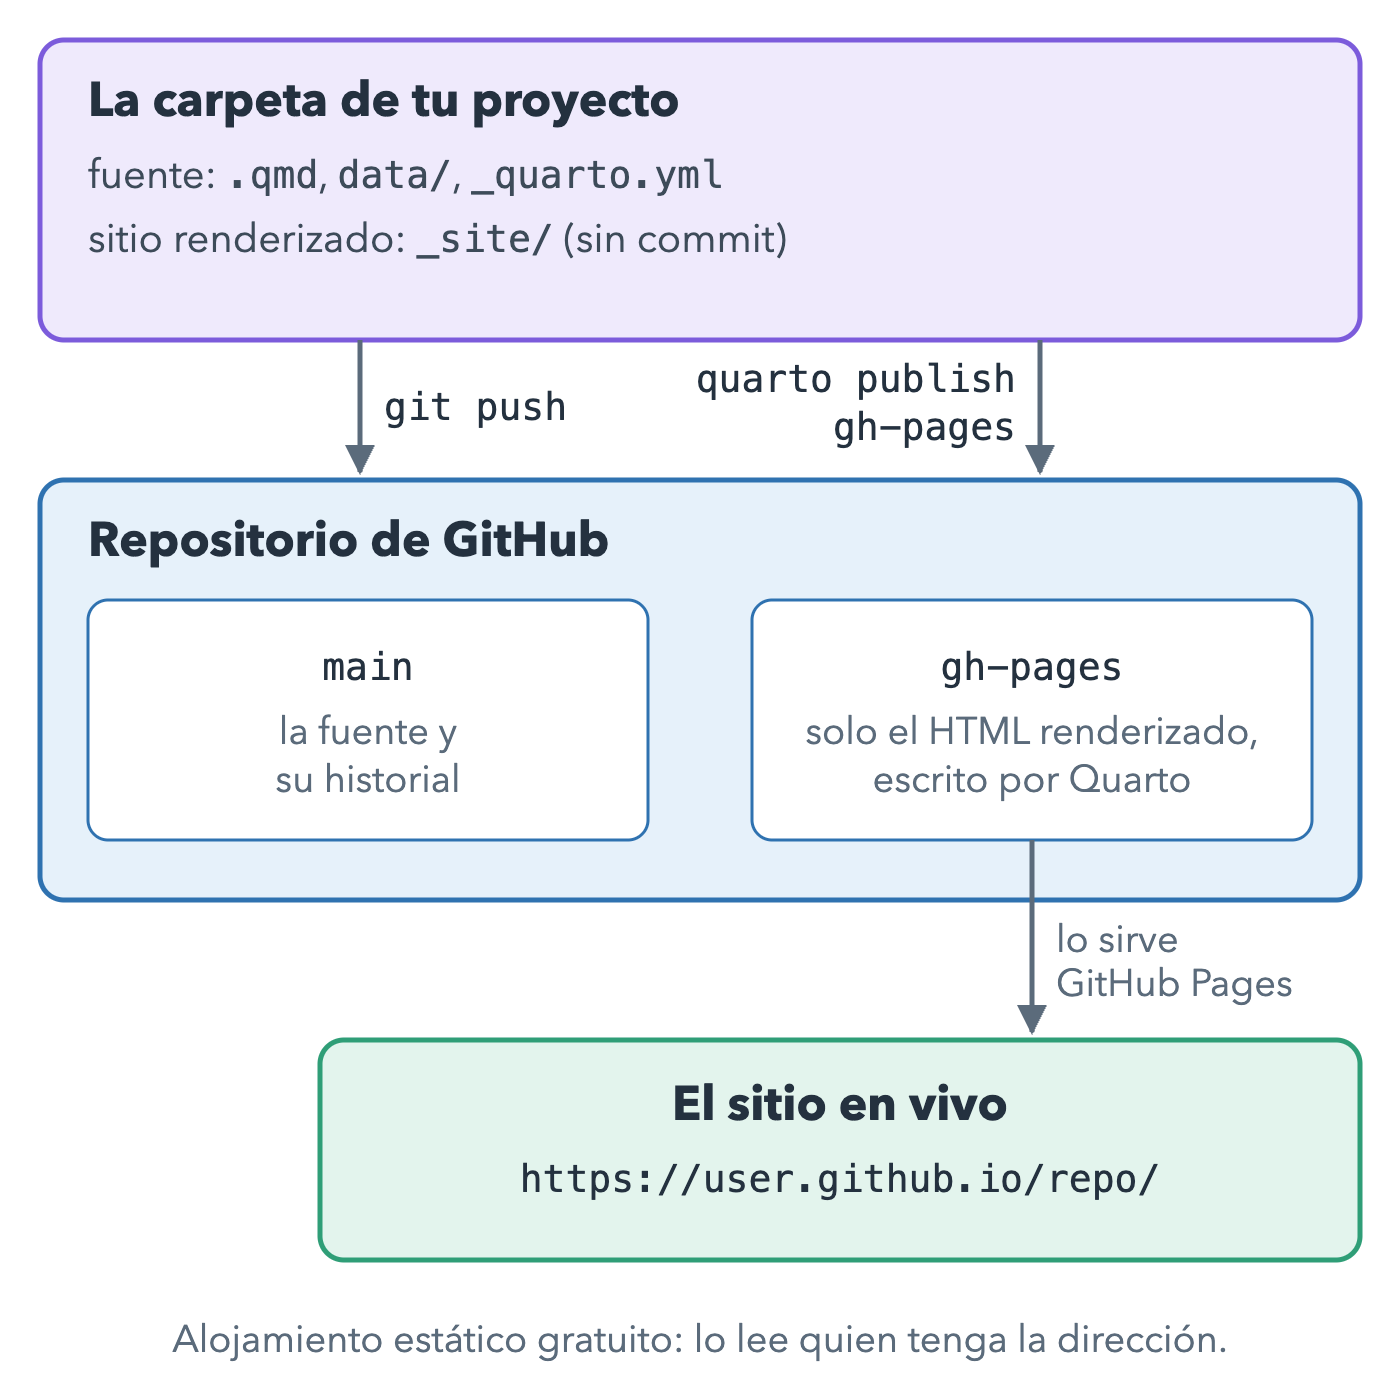 La carpeta de tu proyecto
fuente: .qmd, data/, _quarto.yml
sitio renderizado: _site/ (sin commit)
git push
quarto publish
gh-pages
Repositorio de GitHub
main
la fuente y
su historial
gh-pages
solo el HTML renderizado,
escrito por Quarto
lo sirve
GitHub Pages
El sitio en vivo
https://user.github.io/repo/
Alojamiento estático gratuito: lo lee quien tenga la dirección.